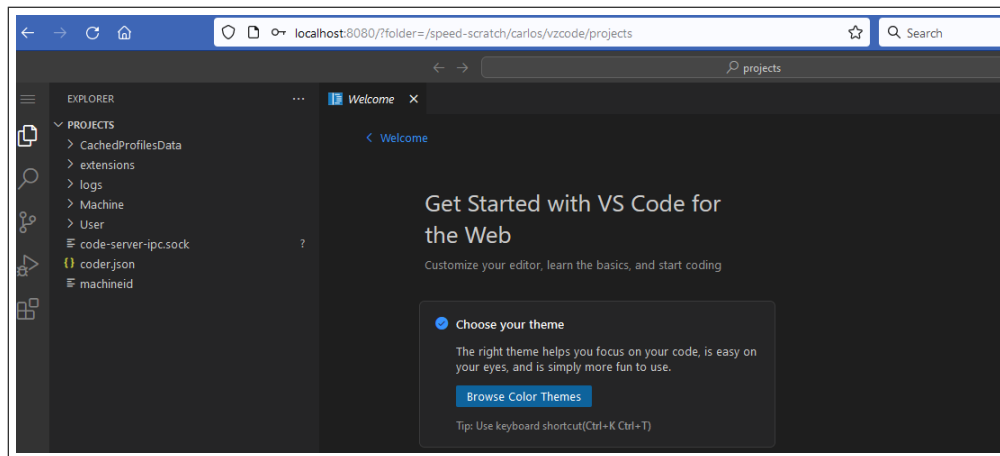 localhost:8080/?folder=/speed-scratch/carlos/vzcode/projects
Search
projects
EXPLORER
...
Welcome
PROJECTS
CachedProfilesData
extensions
logs
Machine
User
code-server-ipc.sock ?
{} coder.json
machineid
< Welcome
Get Started with VS Code for
the Web
Customize your editor, learn the basics, and start coding
Choose your theme
The right theme helps you focus on your code, is easy on
your eyes, and is simply more fun to use.
Browse Color Themes
Tip: Use keyboard shortcut(Ctrl+K Ctrl+T)